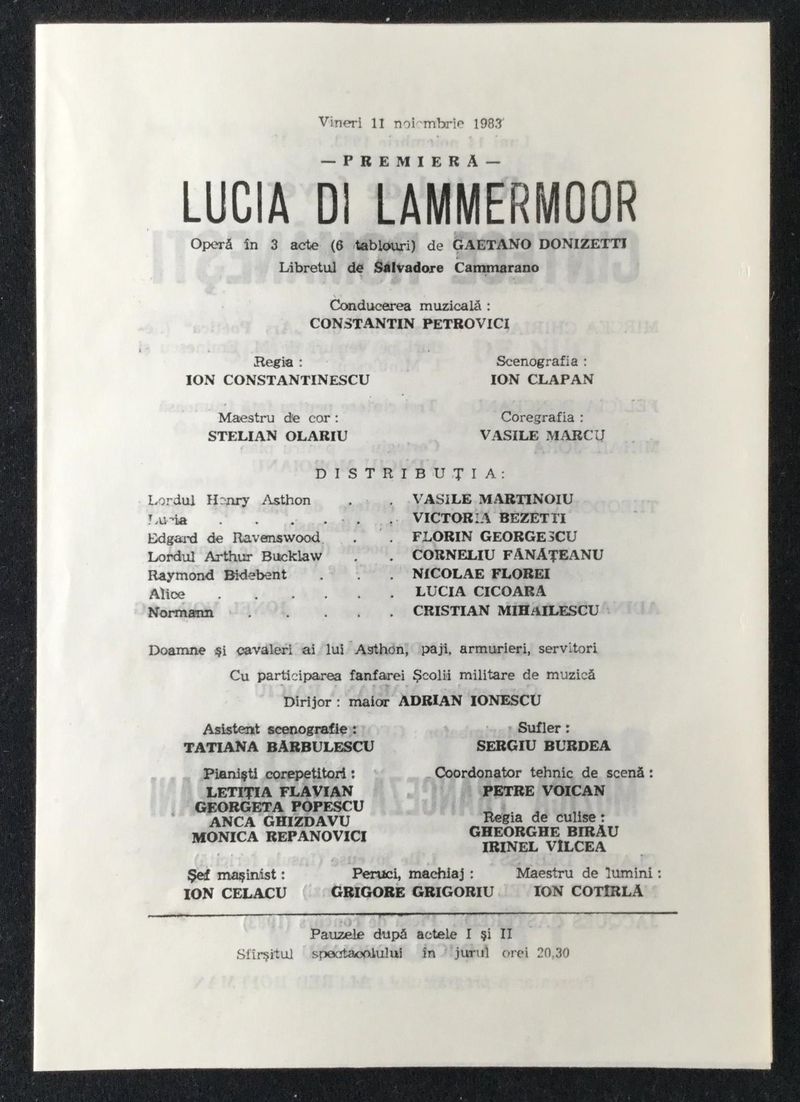 Vineri 11 noiembrie 1983
— PREMIERĂ —
LUCIA DI LAMMERMOOR
Operă în 3 acte (6 tablouri) de GAETANO DONIZETTI
Libretul de Salvadore Cammarano
Conducerea muzicală :
CONSTANTIN PETROVICI
Regia :
ION CONSTANTINESCU
Scenografia :
ION CLAPAN
Maestru de cor :
STELIAN OLARIU
Coregrafia :
VASILE MARCU
DISTRIBUȚIA:
Lordul Henry Asthon . . VASILE MARTINOIU
Lucia . . . . . . VICTORIA BEZETTI
Edgard de Ravenswood . . FLORIN GEORGESCU
Lordul Arthur Bucklaw . . CORNELIU FĂNĂȚEANU
Raymond Bidebent . . . NICOLAE FLOREI
Alice . . . . . . LUCIA CICOARĂ
Normann . . . . . CRISTIAN MIHAILESCU
Doamne și cavaleri ai lui Asthon, paji, armurieri, servitori
Cu participarea fanfarei Școlii militare de muzică
Dirijor : maior ADRIAN IONESCU
Asistent scenografie :
TATIANA BĂRBULESCU
Sufler :
SERGIU BURDEA
Pianiști corepetitori :
LETIȚIA FLAVIAN
GEORGETA POPESCU
ANCA GHIZDAVU
MONICA REPANOVICI
Coordonator tehnic de scenă :
PETRE VOICAN
Regia de culise :
GHEORGHE BIRĂU
IRINEL VÎLCEA
Șef mașinist :
ION CELACU
Peruci, machiaj :
GRIGORE GRIGORIU
Maestru de lumini :
ION COTÎRLĂ
Pauzele după actele I și II
Sfîrșitul spectacolului în jurul orei 20,30